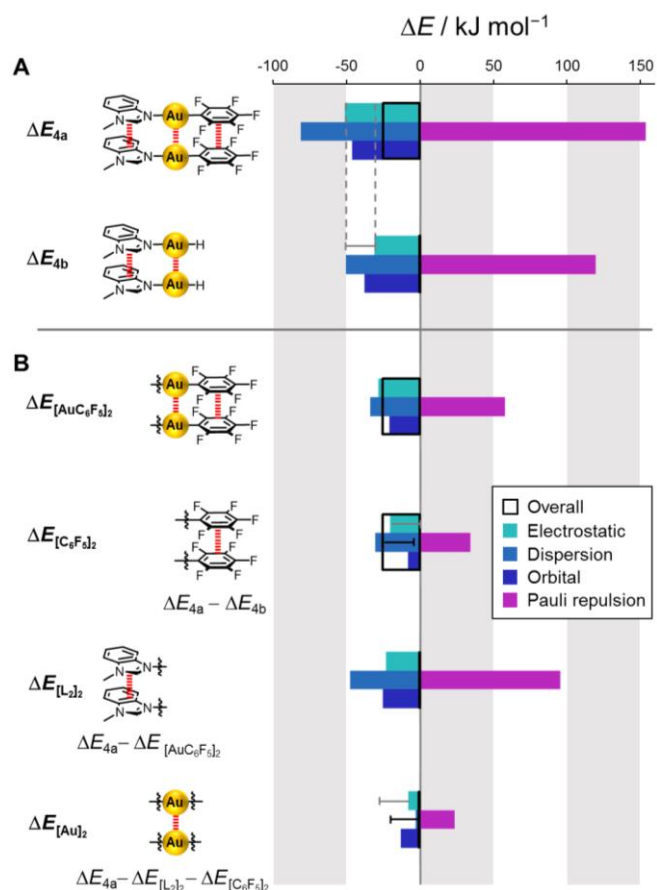 ΔE / kJ mol⁻¹
-100 -50 0 50 100 150
A
ΔE4a
N N Au F F F F F
N N Au F F F F F
ΔE4b
N N Au H
N N Au H
B
ΔE[AuC6F5]2
Au F F F F F
Au F F F F F
Overall
Electrostatic
Dispersion
Orbital
Pauli repulsion
ΔE[C6F5]2
F F F F F
F F F F F
ΔE4a – ΔE4b
ΔE[L2]2
N N
N N
ΔE4a – ΔE[AuC6F5]2
ΔE[Au]2
Au
Au
ΔE4a – ΔE[L2]2 – ΔE[C6F5]2